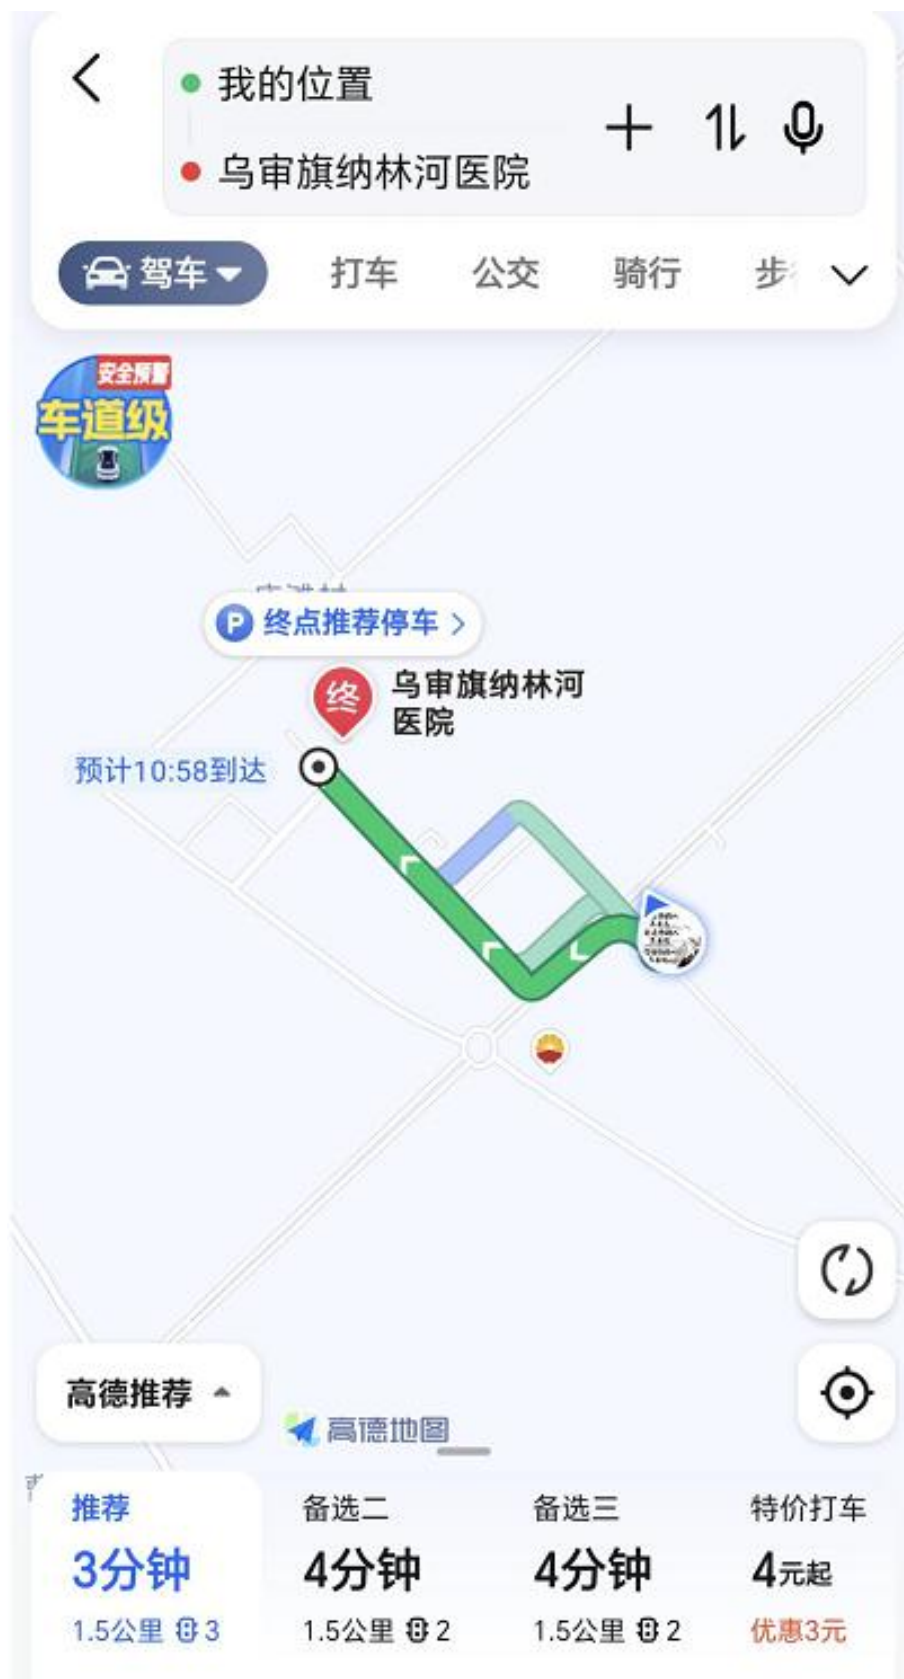 我的位置
乌审旗纳林河医院
驾车
打车
公交
骑行
步
安全预警
车道级
P
终点推荐停车
终
乌审旗纳林河
医院
预计10:58到达
高德推荐
高德地图
推荐
备选二
备选三
特价打车
3分钟
4分钟
4分钟
4元起
1.5公里 3
1.5公里 2
1.5公里 2
优惠3元